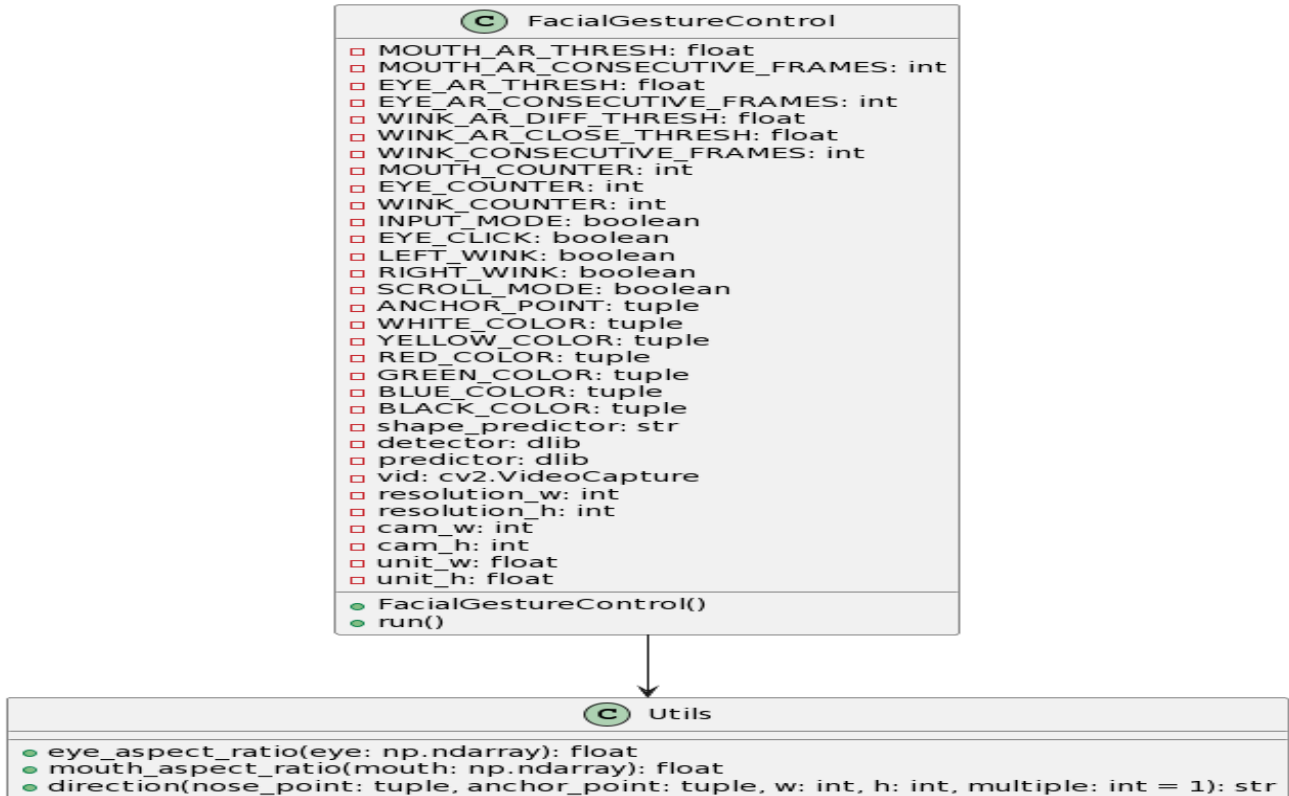 C FacialGestureControl
MOUTH_AR_THRESH: float
MOUTH_AR_CONSECUTIVE_FRAMES: int
EYE_AR_THRESH: float
EYE_AR_CONSECUTIVE_FRAMES: int
WINK_AR_DIFF_THRESH: float
WINK_AR_CLOSE_THRESH: float
WINK_CONSECUTIVE_FRAMES: int
MOUTH_COUNTER: int
EYE_COUNTER: int
WINK_COUNTER: int
INPUT_MODE: boolean
EYE_CLICK: boolean
LEFT_WINK: boolean
RIGHT_WINK: boolean
SCROLL_MODE: boolean
ANCHOR_POINT: tuple
WHITE_COLOR: tuple
YELLOW_COLOR: tuple
RED_COLOR: tuple
GREEN_COLOR: tuple
BLUE_COLOR: tuple
BLACK_COLOR: tuple
shape_predictor: str
detector: dlib
predictor: dlib
vid: cv2.VideoCapture
resolution_w: int
resolution_h: int
cam_w: int
cam_h: int
unit_w: float
unit_h: float
FacialGestureControl()
run()
C Utils
eye_aspect_ratio(eye: np.ndarray): float
mouth_aspect_ratio(mouth: np.ndarray): float
direction(nose_point: tuple, anchor_point: tuple, w: int, h: int, multiple: int = 1): str